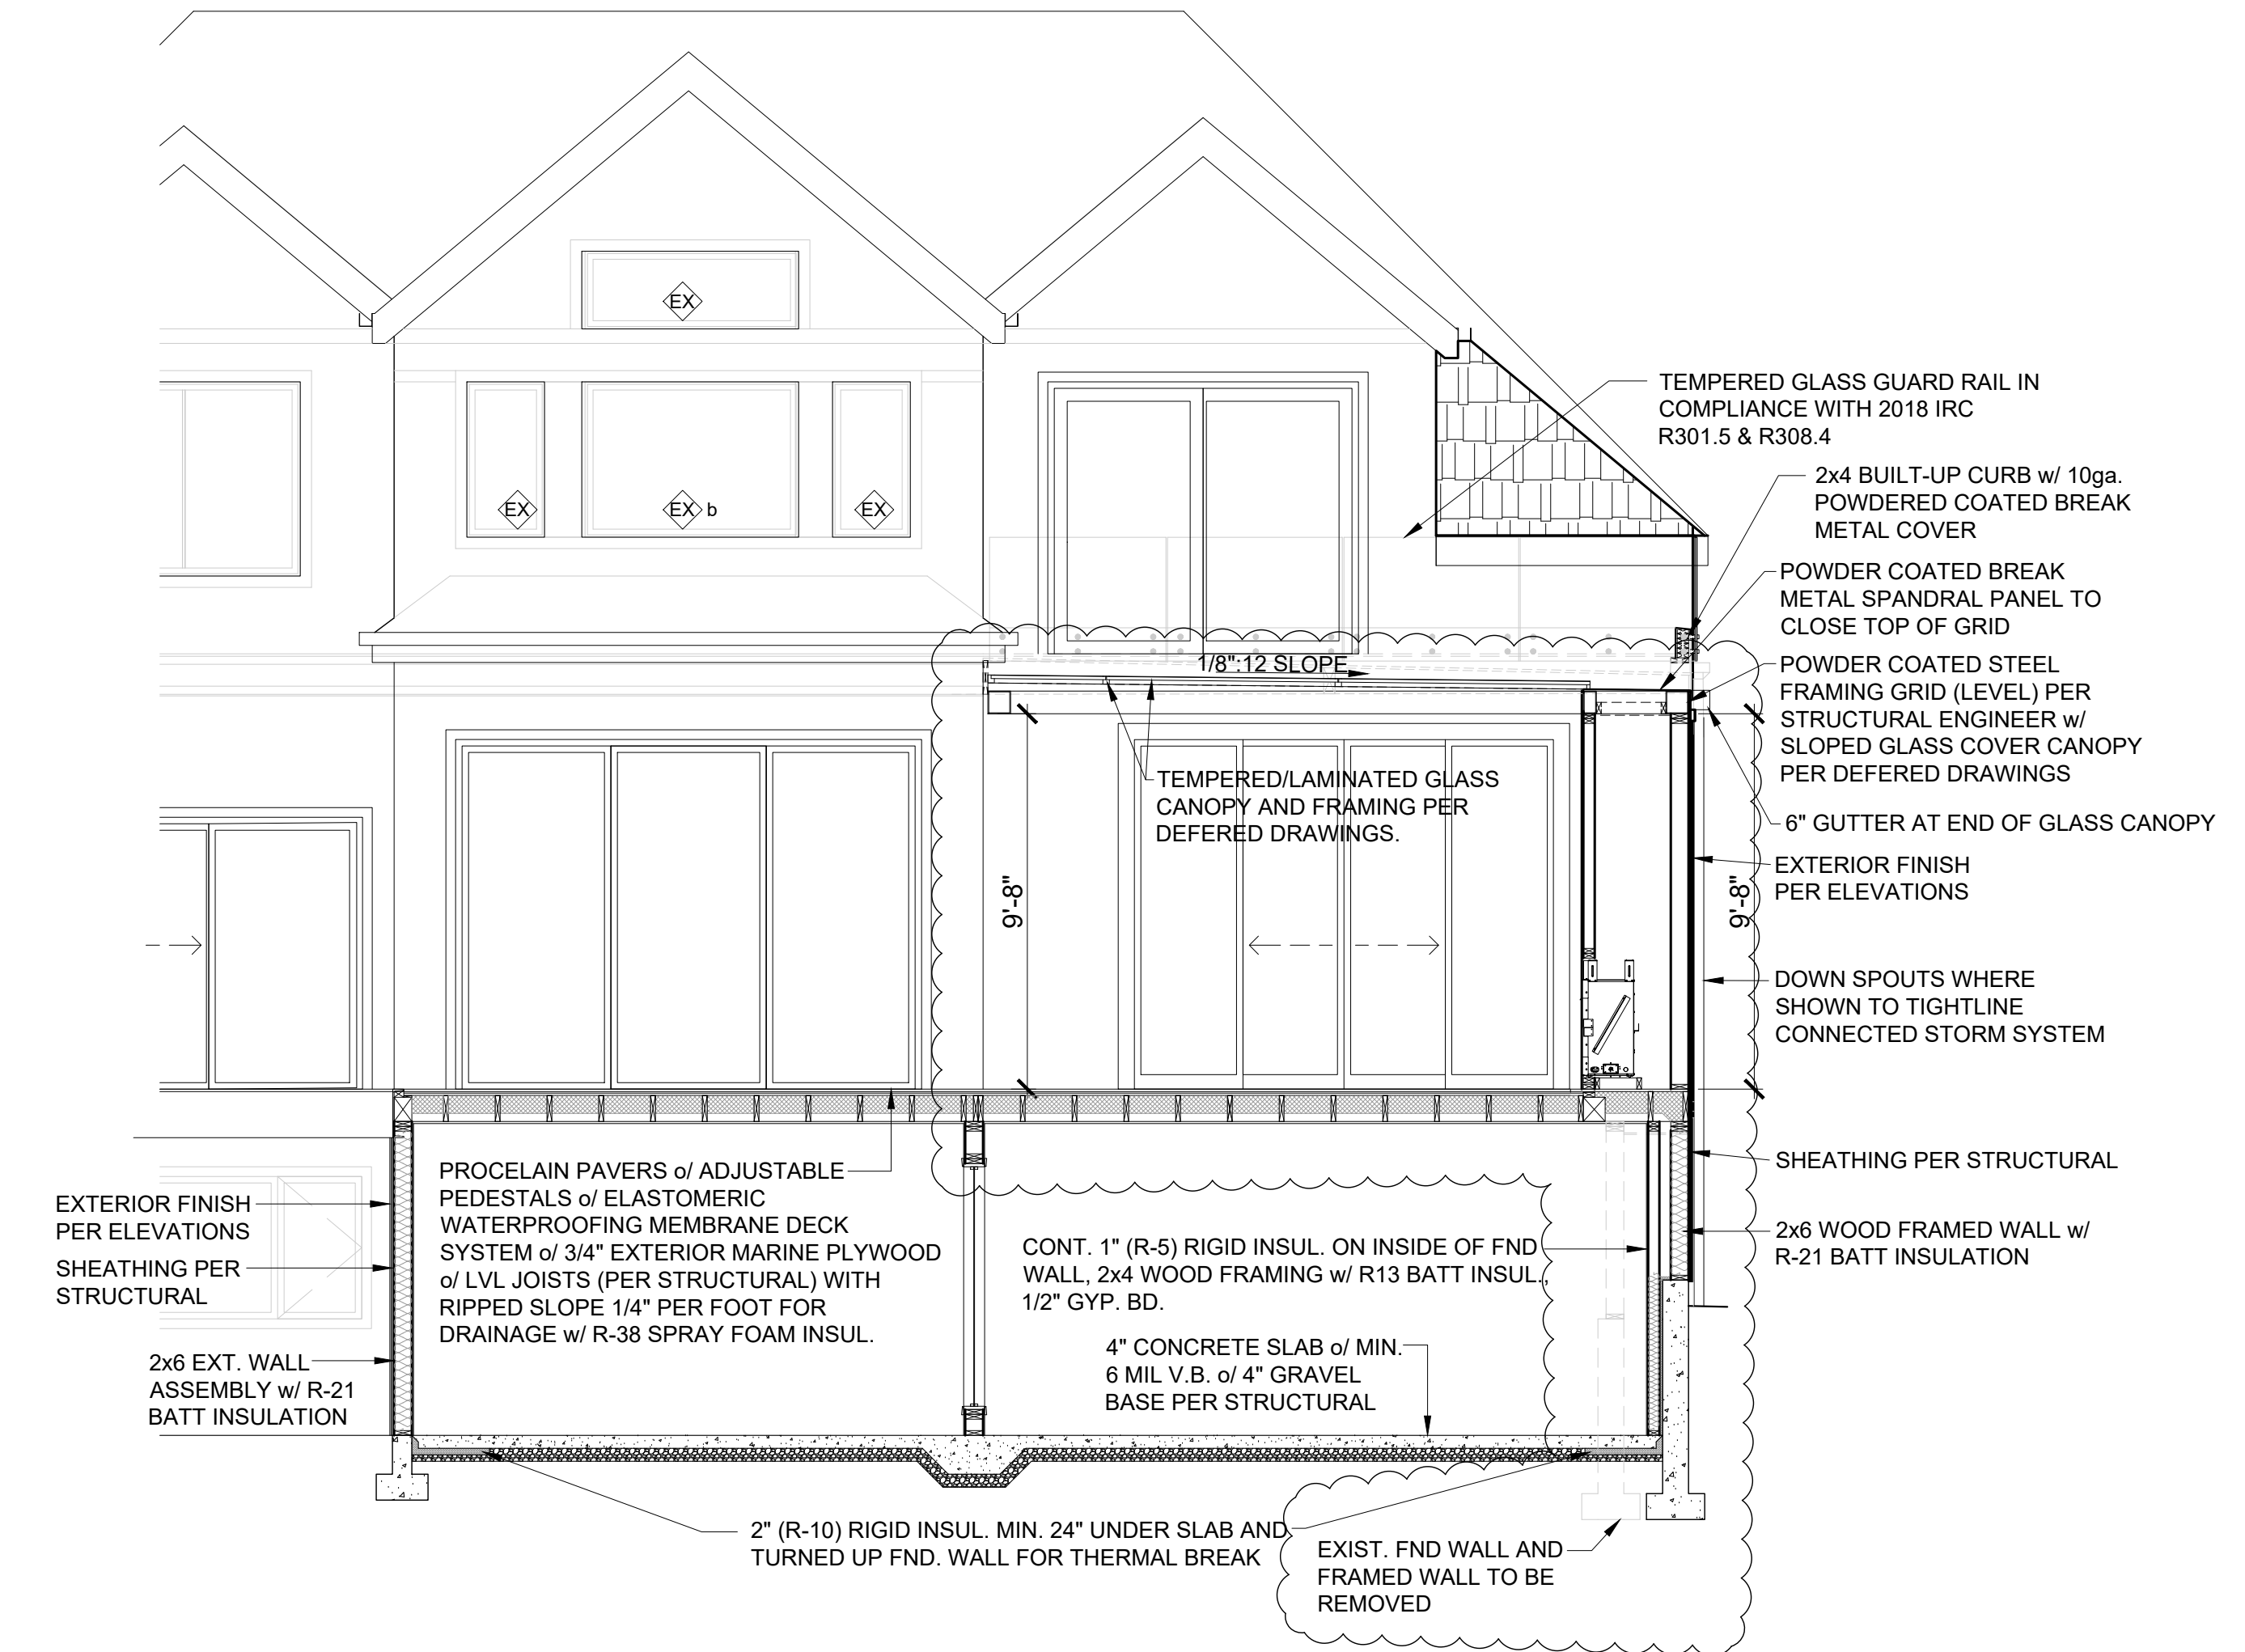 EX
EX
EX b
EX
TEMPERED GLASS GUARD RAIL IN
COMPLIANCE WITH 2018 IRC
R301.5 & R308.4
2x4 BUILT-UP CURB w/ 10ga.
POWDERED COATED BREAK
METAL COVER
POWDER COATED BREAK
METAL SPANDRAL PANEL TO
CLOSE TOP OF GRID
1/8":12 SLOPE
POWDER COATED STEEL
FRAMING GRID (LEVEL) PER
STRUCTURAL ENGINEER w/
SLOPED GLASS COVER CANOPY
PER DEFERED DRAWINGS
TEMPERED/LAMINATED GLASS
CANOPY AND FRAMING PER
DEFERED DRAWINGS.
6" GUTTER AT END OF GLASS CANOPY
EXTERIOR FINISH
PER ELEVATIONS
9'-8"
9'-8"
DOWN SPOUTS WHERE
SHOWN TO TIGHTLINE
CONNECTED STORM SYSTEM
SHEATHING PER STRUCTURAL
2x6 WOOD FRAMED WALL w/
R-21 BATT INSULATION
EXTERIOR FINISH
PER ELEVATIONS
SHEATHING PER
STRUCTURAL
2x6 EXT. WALL
ASSEMBLY w/ R-21
BATT INSULATION
PROCELAIN PAVERS o/ ADJUSTABLE
PEDESTALS o/ ELASTOMERIC
WATERPROOFING MEMBRANE DECK
SYSTEM o/ 3/4" EXTERIOR MARINE PLYWOOD
o/ LVL JOISTS (PER STRUCTURAL) WITH
RIPPED SLOPE 1/4" PER FOOT FOR
DRAINAGE w/ R-38 SPRAY FOAM INSUL.
CONT. 1" (R-5) RIGID INSUL. ON INSIDE OF FND
WALL, 2x4 WOOD FRAMING w/ R13 BATT INSUL.,
1/2" GYP. BD.
4" CONCRETE SLAB o/ MIN.
6 MIL V.B. o/ 4" GRAVEL
BASE PER STRUCTURAL
2" (R-10) RIGID INSUL. MIN. 24" UNDER SLAB AND
TURNED UP FND. WALL FOR THERMAL BREAK
EXIST. FND WALL AND
FRAMED WALL TO BE
REMOVED